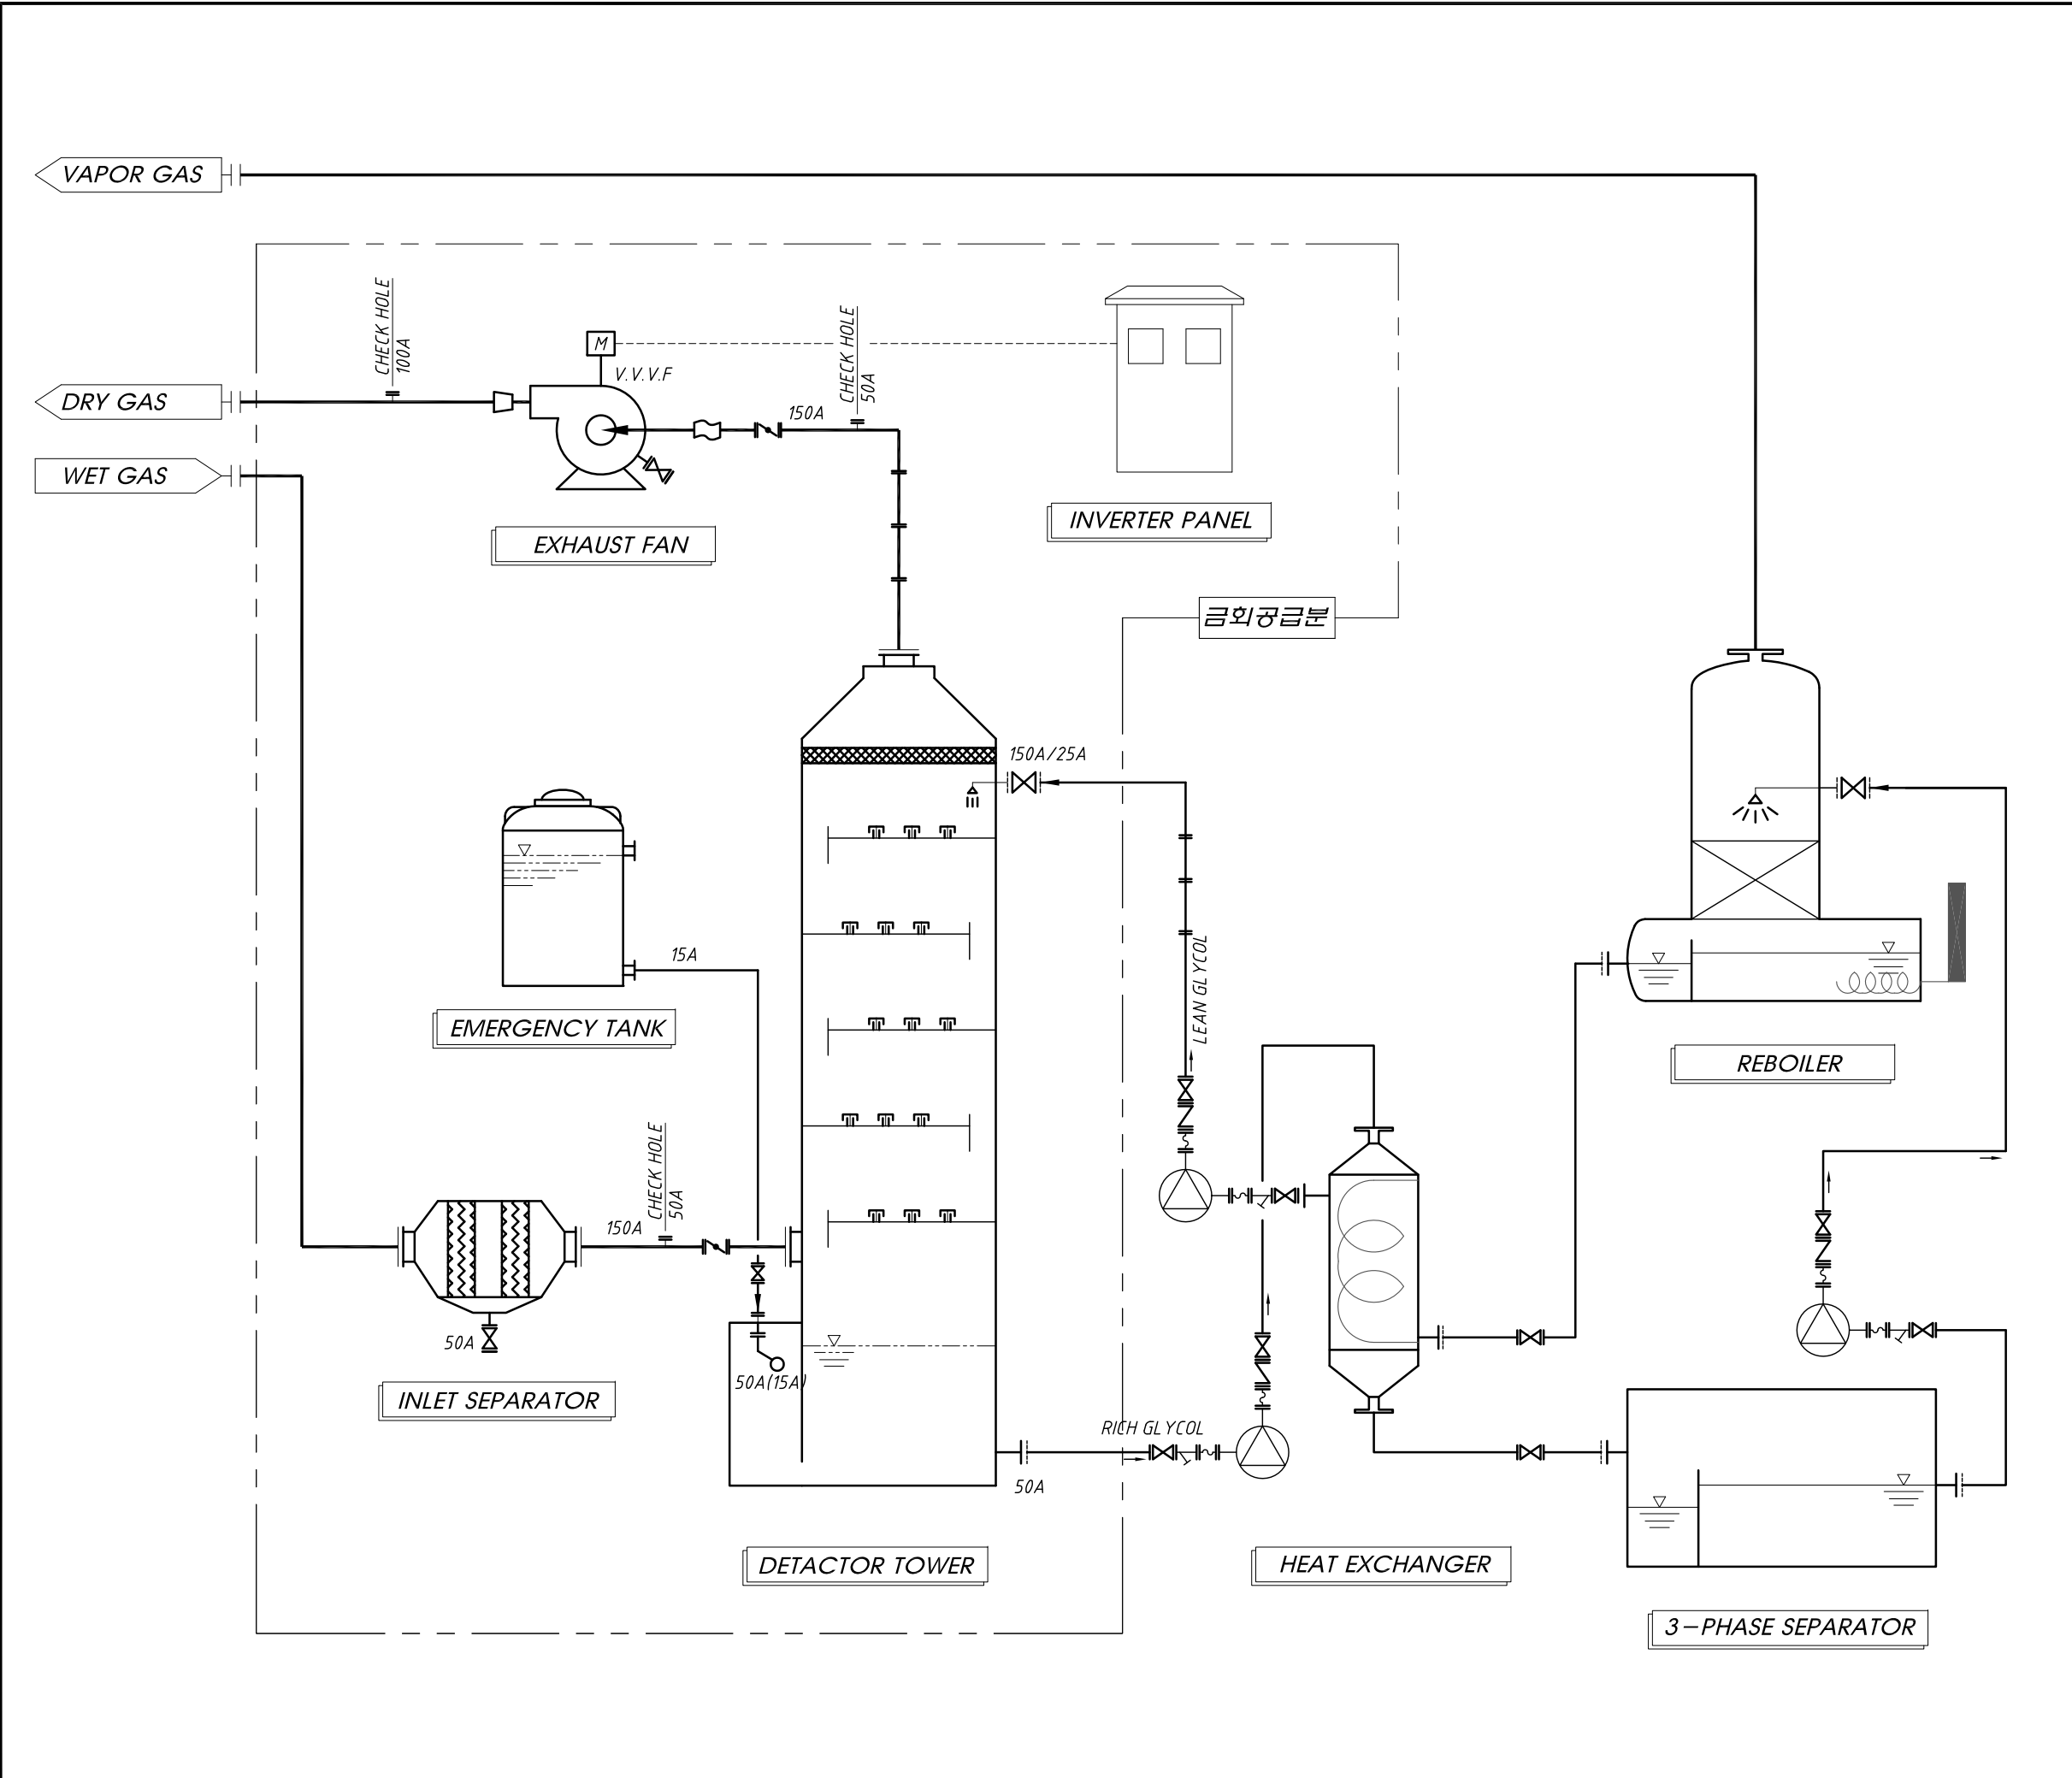 VAPOR GAS
CHECK HOLE
100A
M
V.V.V.F
CHECK HOLE
50A
150A
DRY GAS
WET GAS
EXHAUST FAN
INVERTER PANEL
금회공급분
150A/25A
15A
LEAN GLYCOL
EMERGENCY TANK
REBOILER
CHECK HOLE
50A
150A
50A
50A(15A)
INLET SEPARATOR
RICH GLYCOL
50A
DETACTOR TOWER
HEAT EXCHANGER
3-PHASE SEPARATOR